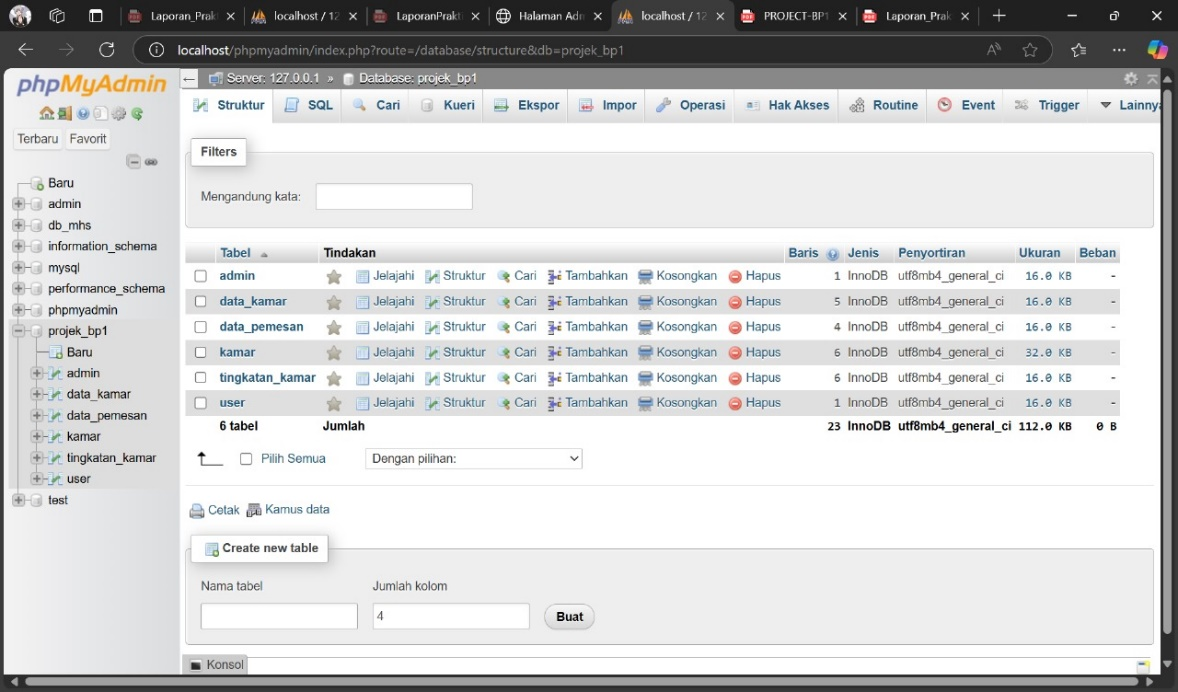 Laporan_Prak
localhost / 12
LaporanPrakt
Halaman Adn
localhost / 12
PROJECT-BP1
Laporan_Prak
localhost/phpmyadmin/index.php?route=/database/structure&db=projek_bp1
phpMyAdmin
Server: 127.0.0.1 » Database: projek_bp1
Struktur SQL Cari Kueri Ekspor Impor Operasi Hak Akses Routine Event Trigger Lainnya
Terbaru Favorit
Baru
admin
db_mhs
information_schema
mysql
performance_schema
phpmyadmin
projek_bp1
Baru
admin
data_kamar
data_pemesan
kamar
tingkatan_kamar
user
test
Filters
Mengandung kata:
Tabel Tindakan Baris Jenis Penyortiran Ukuran Beban
admin Jelajahi Struktur Cari Tambahkan Kosongkan Hapus 1 InnoDB utf8mb4_general_ci 16.0 KB -
data_kamar Jelajahi Struktur Cari Tambahkan Kosongkan Hapus 5 InnoDB utf8mb4_general_ci 16.0 KB -
data_pemesan Jelajahi Struktur Cari Tambahkan Kosongkan Hapus 4 InnoDB utf8mb4_general_ci 16.0 KB -
kamar Jelajahi Struktur Cari Tambahkan Kosongkan Hapus 6 InnoDB utf8mb4_general_ci 32.0 KB -
tingkatan_kamar Jelajahi Struktur Cari Tambahkan Kosongkan Hapus 6 InnoDB utf8mb4_general_ci 16.0 KB -
user Jelajahi Struktur Cari Tambahkan Kosongkan Hapus 1 InnoDB utf8mb4_general_ci 16.0 KB -
6 tabel Jumlah 23 InnoDB utf8mb4_general_ci 112.0 KB 0 B
Pilih Semua Dengan pilihan:
Cetak Kamus data
Create new table
Nama tabel Jumlah kolom
4 Buat
Konsol